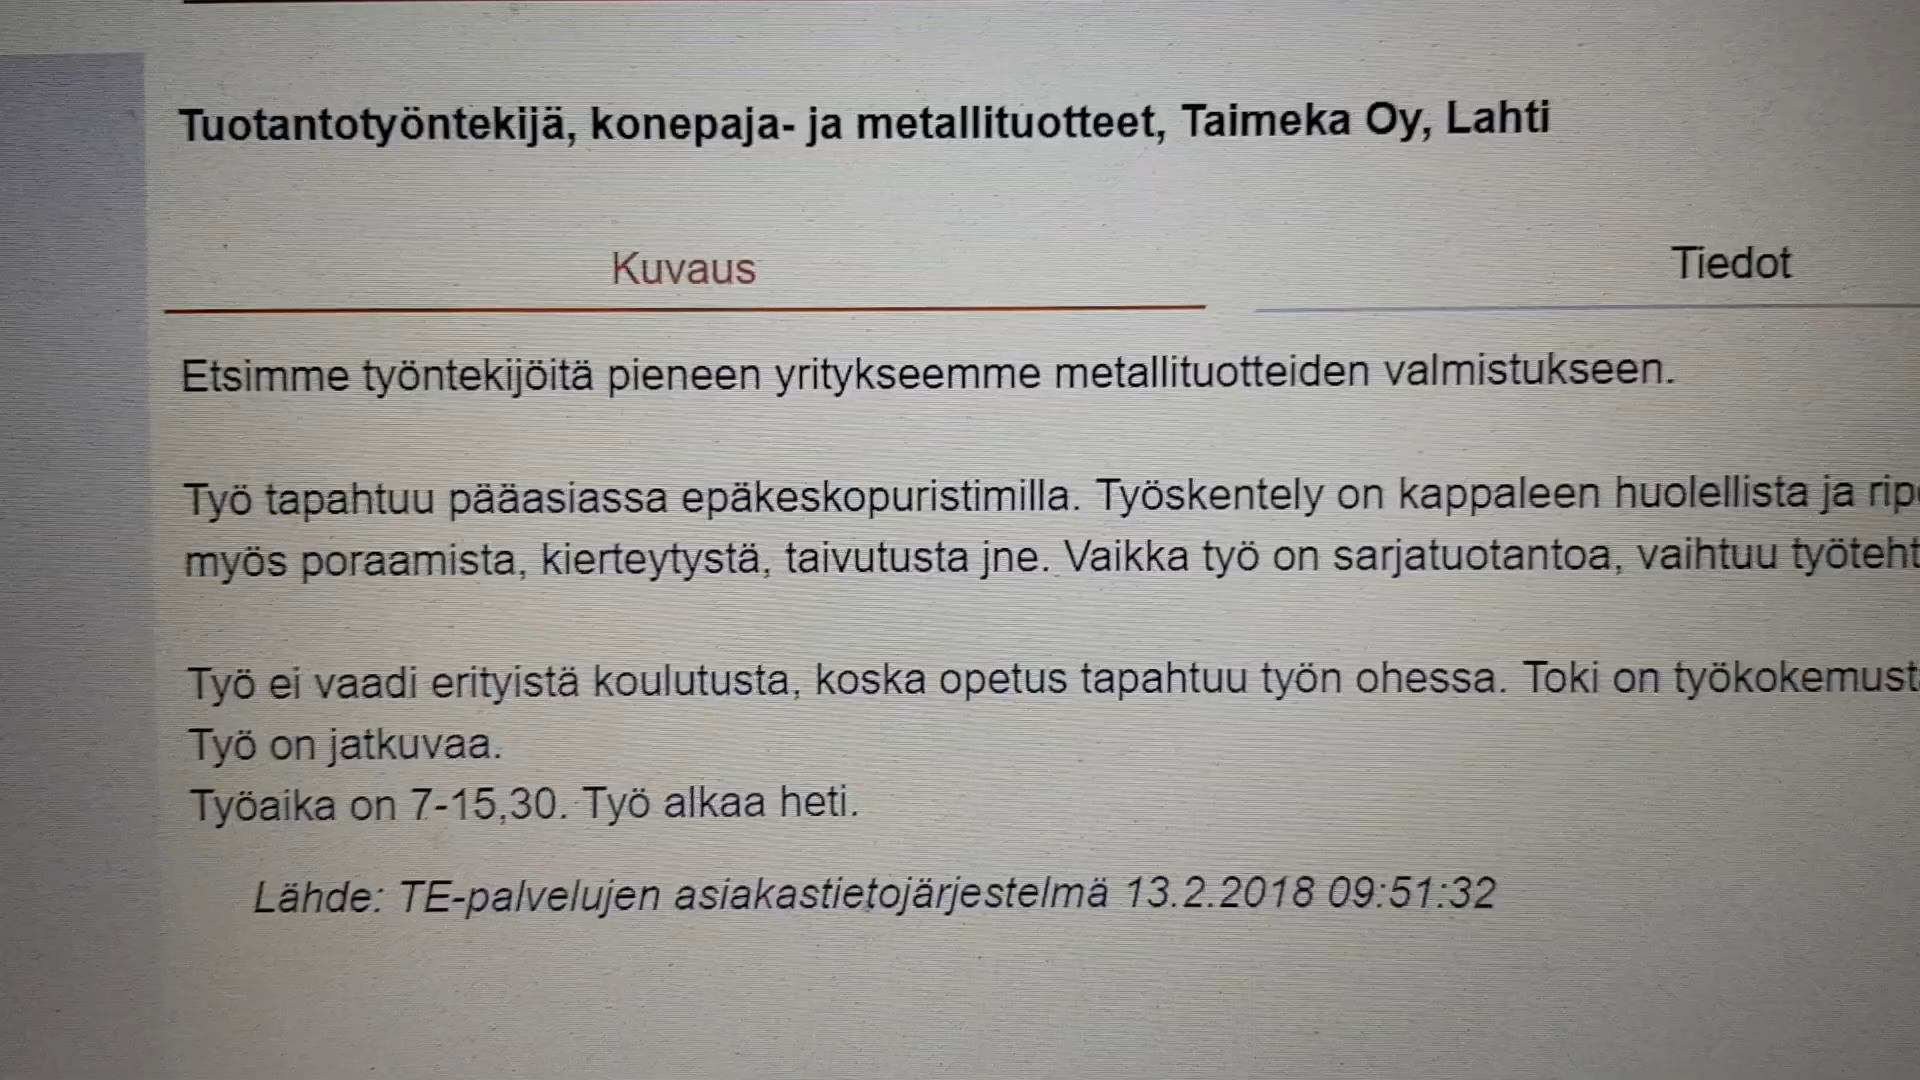 Tuotantotyöntekijä, konepaja- ja metallituotteet, Taimeka Oy, Lahti
Kuvaus Tiedot
Etsimme työntekijöitä pieneen yritykseemme metallituotteiden valmistukseen.
Työ tapahtuu pääasiassa epäkeskopuristimilla. Työskentely on kappaleen huolellista ja
myös poraamista, kierteytystä, taivutusta jne. Vaikka työ on sarjatuotantoa, vaihtuu
Työ ei vaadi erityistä koulutusta, koska opetus tapahtuu työn ohessa. Toki on
Työ on jatkuvaa.
Työaika on 7-15,30. Työ alkaa heti.
Lähde: TE-palvelujen asiakastietojärjestelmä 13.2.2018 09:51:32